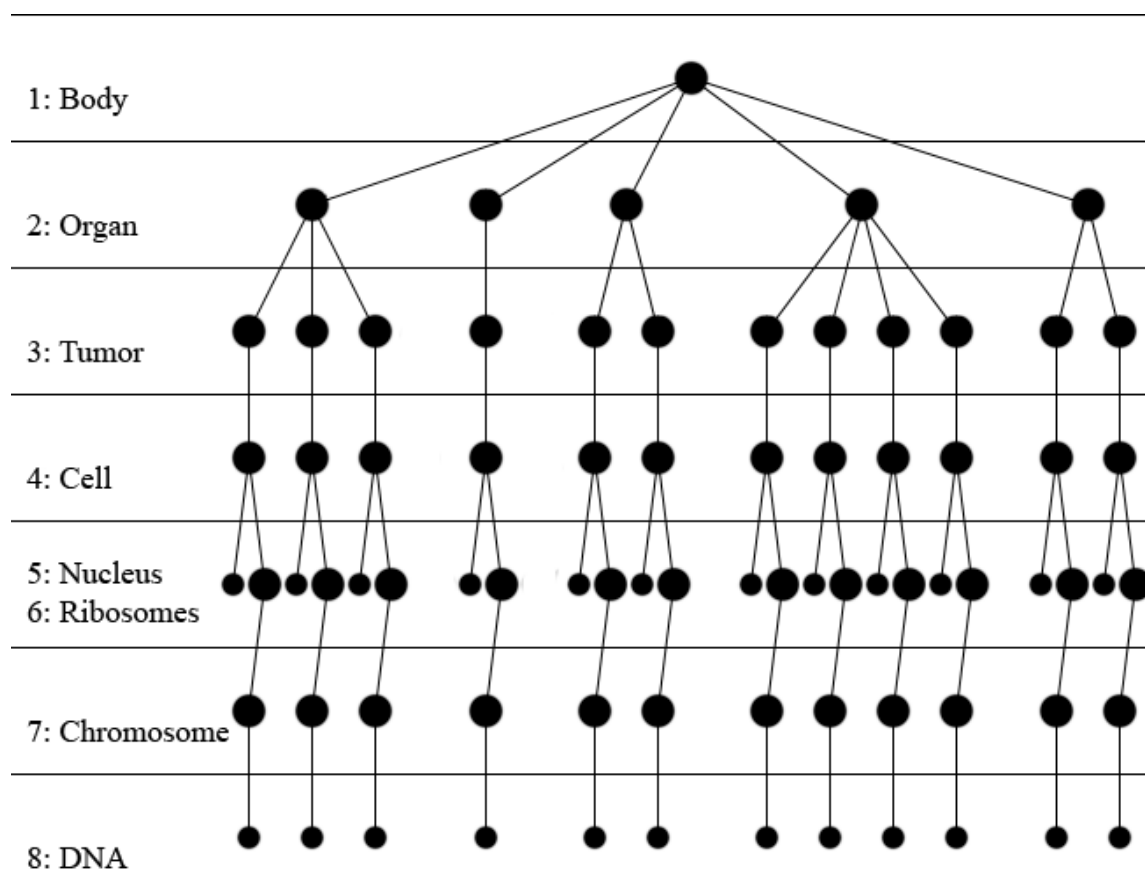 1: Body
2: Organ
3: Tumor
4: Cell
5: Nucleus
6: Ribosomes
7: Chromosome
8: DNA